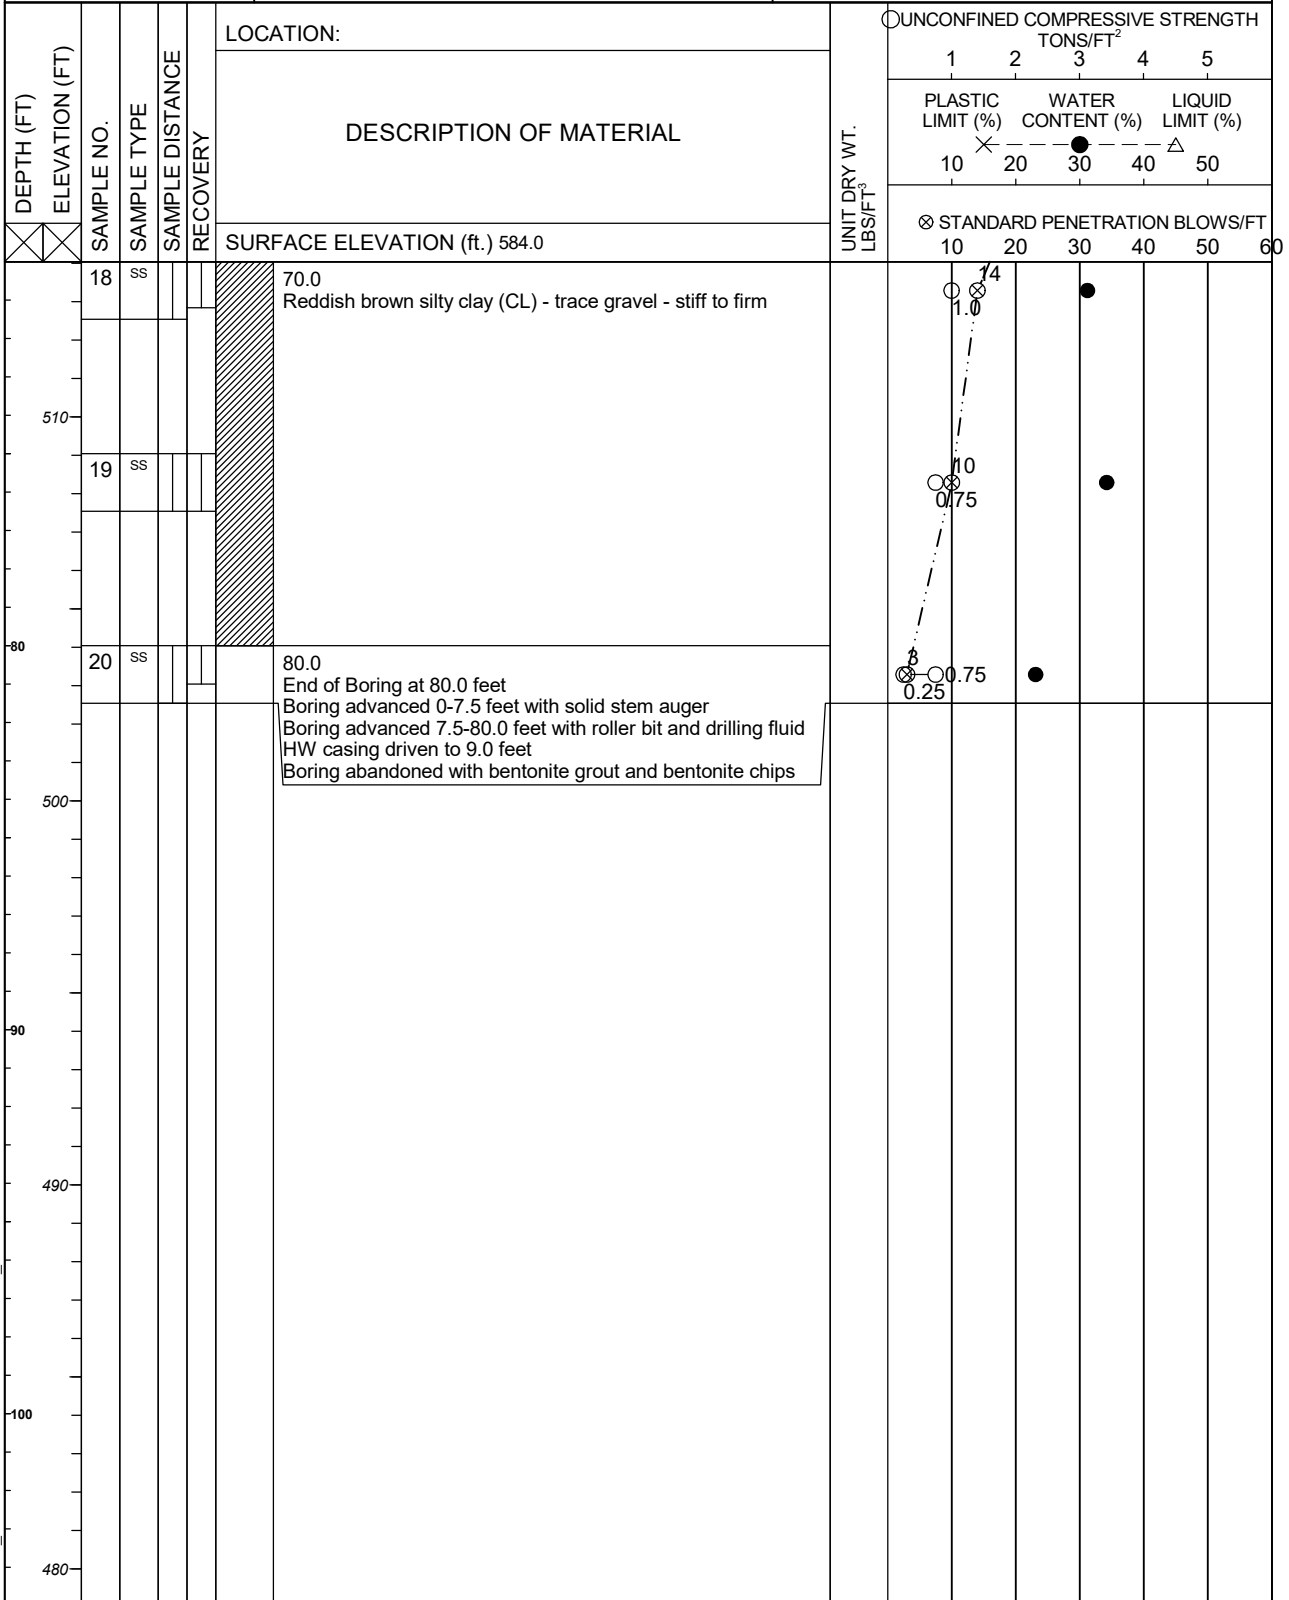 DEPTH (FT)
ELEVATION (FT)
SAMPLE NO.
SAMPLE TYPE
SAMPLE DISTANCE
RECOVERY
LOCATION:
DESCRIPTION OF MATERIAL
SURFACE ELEVATION (ft.) 584.0
UNIT DRY WT.
LBS/FT³
UNCONFINED COMPRESSIVE STRENGTH
TONS/FT²
1 2 3 4 5
PLASTIC WATER LIQUID
LIMIT (%) CONTENT (%) LIMIT (%)
10 20 30 40 50
STANDARD PENETRATION BLOWS/FT
10 20 30 40 50 60
18 SS
70.0
Reddish brown silty clay (CL) - trace gravel - stiff to firm
14
1.0
510
19 SS
10
0.75
80
20 SS
80.0
End of Boring at 80.0 feet
Boring advanced 0-7.5 feet with solid stem auger
Boring advanced 7.5-80.0 feet with roller bit and drilling fluid
HW casing driven to 9.0 feet
Boring abandoned with bentonite grout and bentonite chips
3
0.75
0.25
500
90
490
100
480